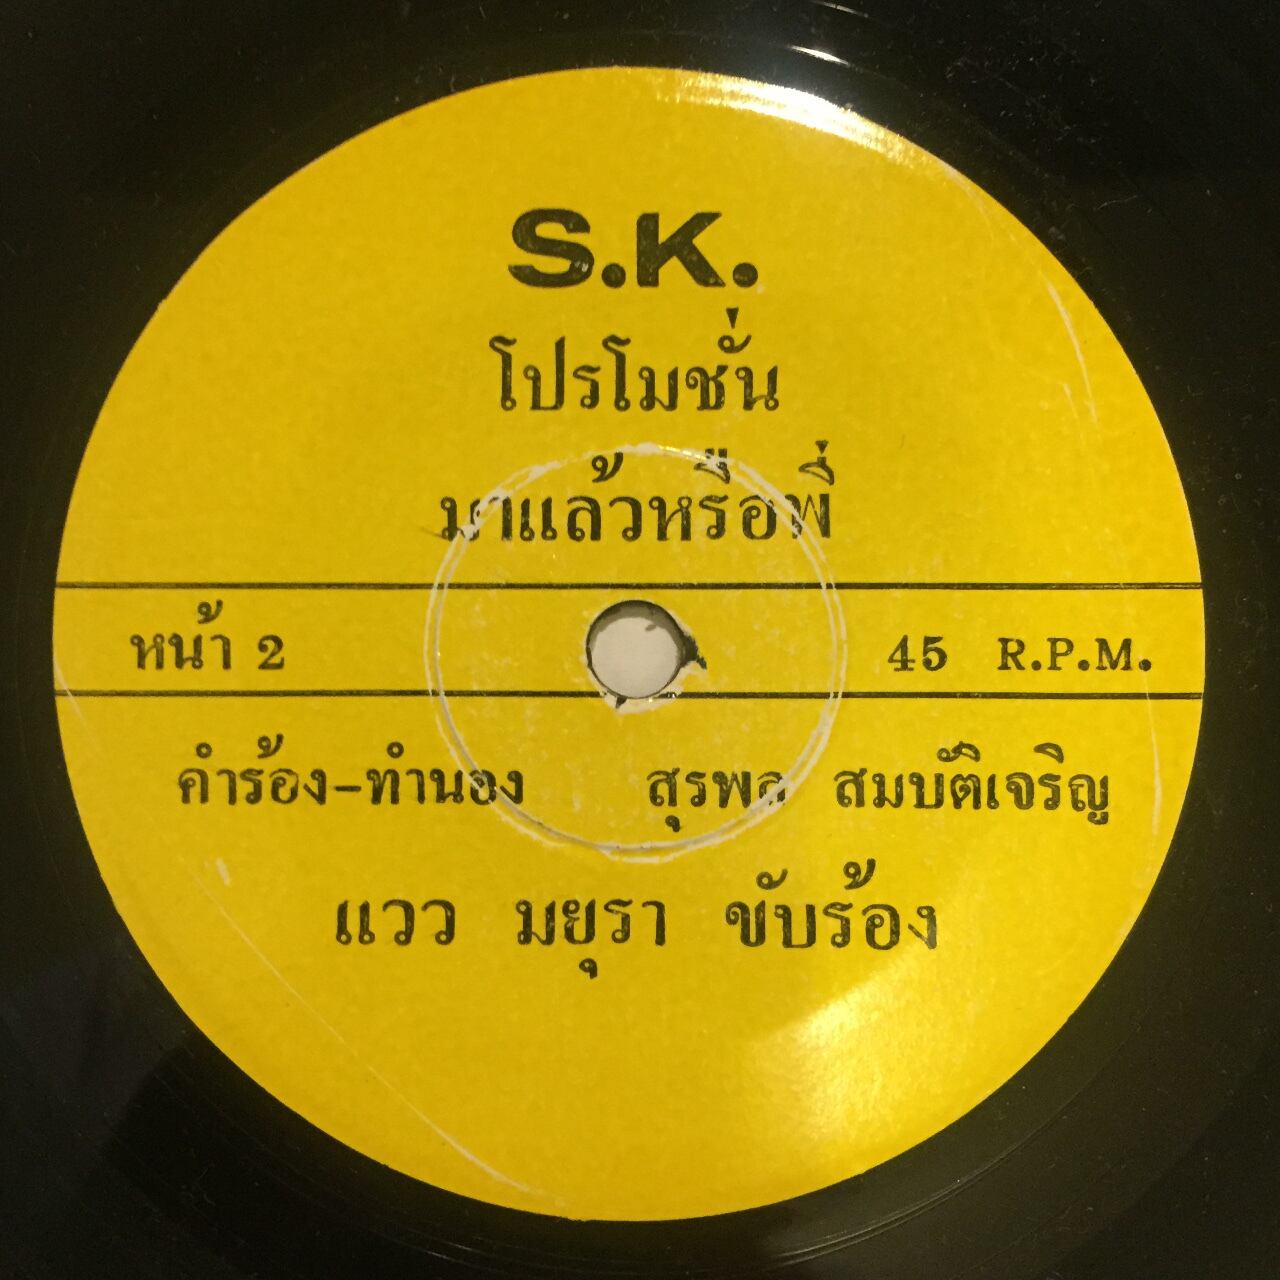 S.K.
โปรโมชั่น
มาแล้วหรือพี่
หน้า 2 45 R.P.M.
คำร้อง-ทำนอง สุรพล สมบัติเจริญ
แวว มยุรา ขับร้อง